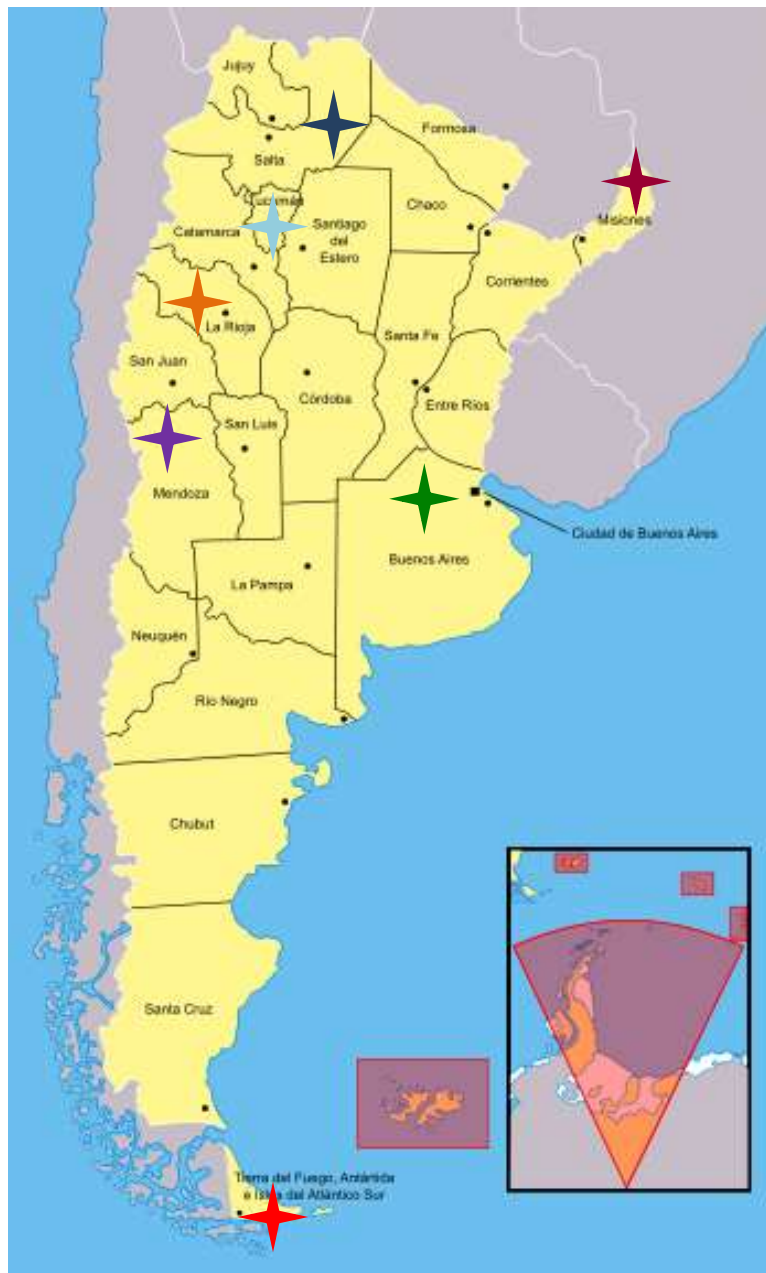 Jujuy
Formosa
Salta
Misiones
Chaco
Catamarca
Santiago
del
Estero
Corrientes
La Rioja
Santa Fe
San Juan
Córdoba
Entre Ríos
San Luis
Mendoza
Ciudad de Buenos Aires
Buenos Aires
La Pampa
Neuquén
Río Negro
Chubut
Santa Cruz
Tierra del Fuego, Antártida
e Islas del Atlántico Sur